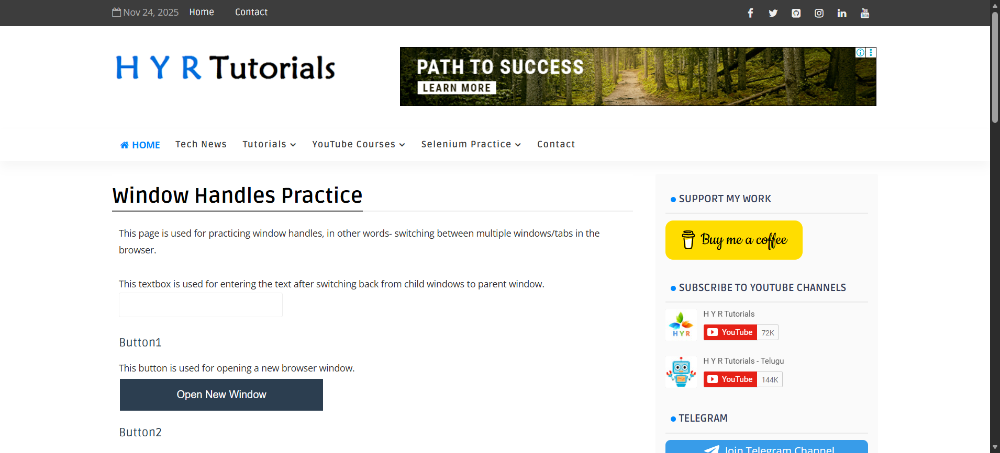 Nov 24, 2025 Home Contact
H Y R Tutorials
PATH TO SUCCESS
LEARN MORE
HOME Tech News Tutorials YouTube Courses Selenium Practice Contact
Window Handles Practice
This page is used for practicing window handles, in other words- switching between multiple windows/tabs in the
browser.
This textbox is used for entering the text after switching back from child windows to parent window.
Button1
This button is used for opening a new browser window.
Open New Window
Button2
SUPPORT MY WORK
Buy me a coffee
SUBSCRIBE TO YOUTUBE CHANNELS
H Y R Tutorials
HYR
YouTube 72K
H Y R Tutorials - Telugu
YouTube 144K
TELEGRAM
Join Telegram Channel